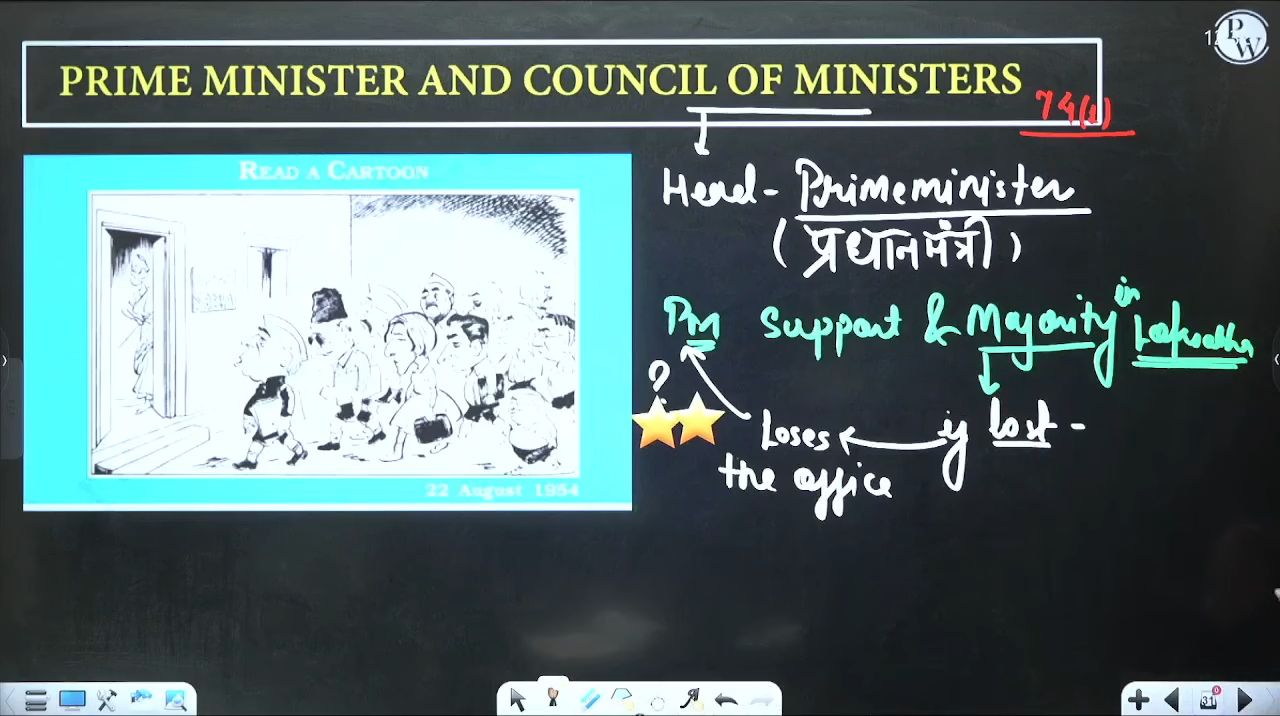 PRIME MINISTER AND COUNCIL OF MINISTERS
74(1)
READ A CARTOON
22 August 1954
Head - Primeminister
(प्रधानमंत्री)
PM Support & Majority in Loksabha
?
Loses if lost -
the office
PW